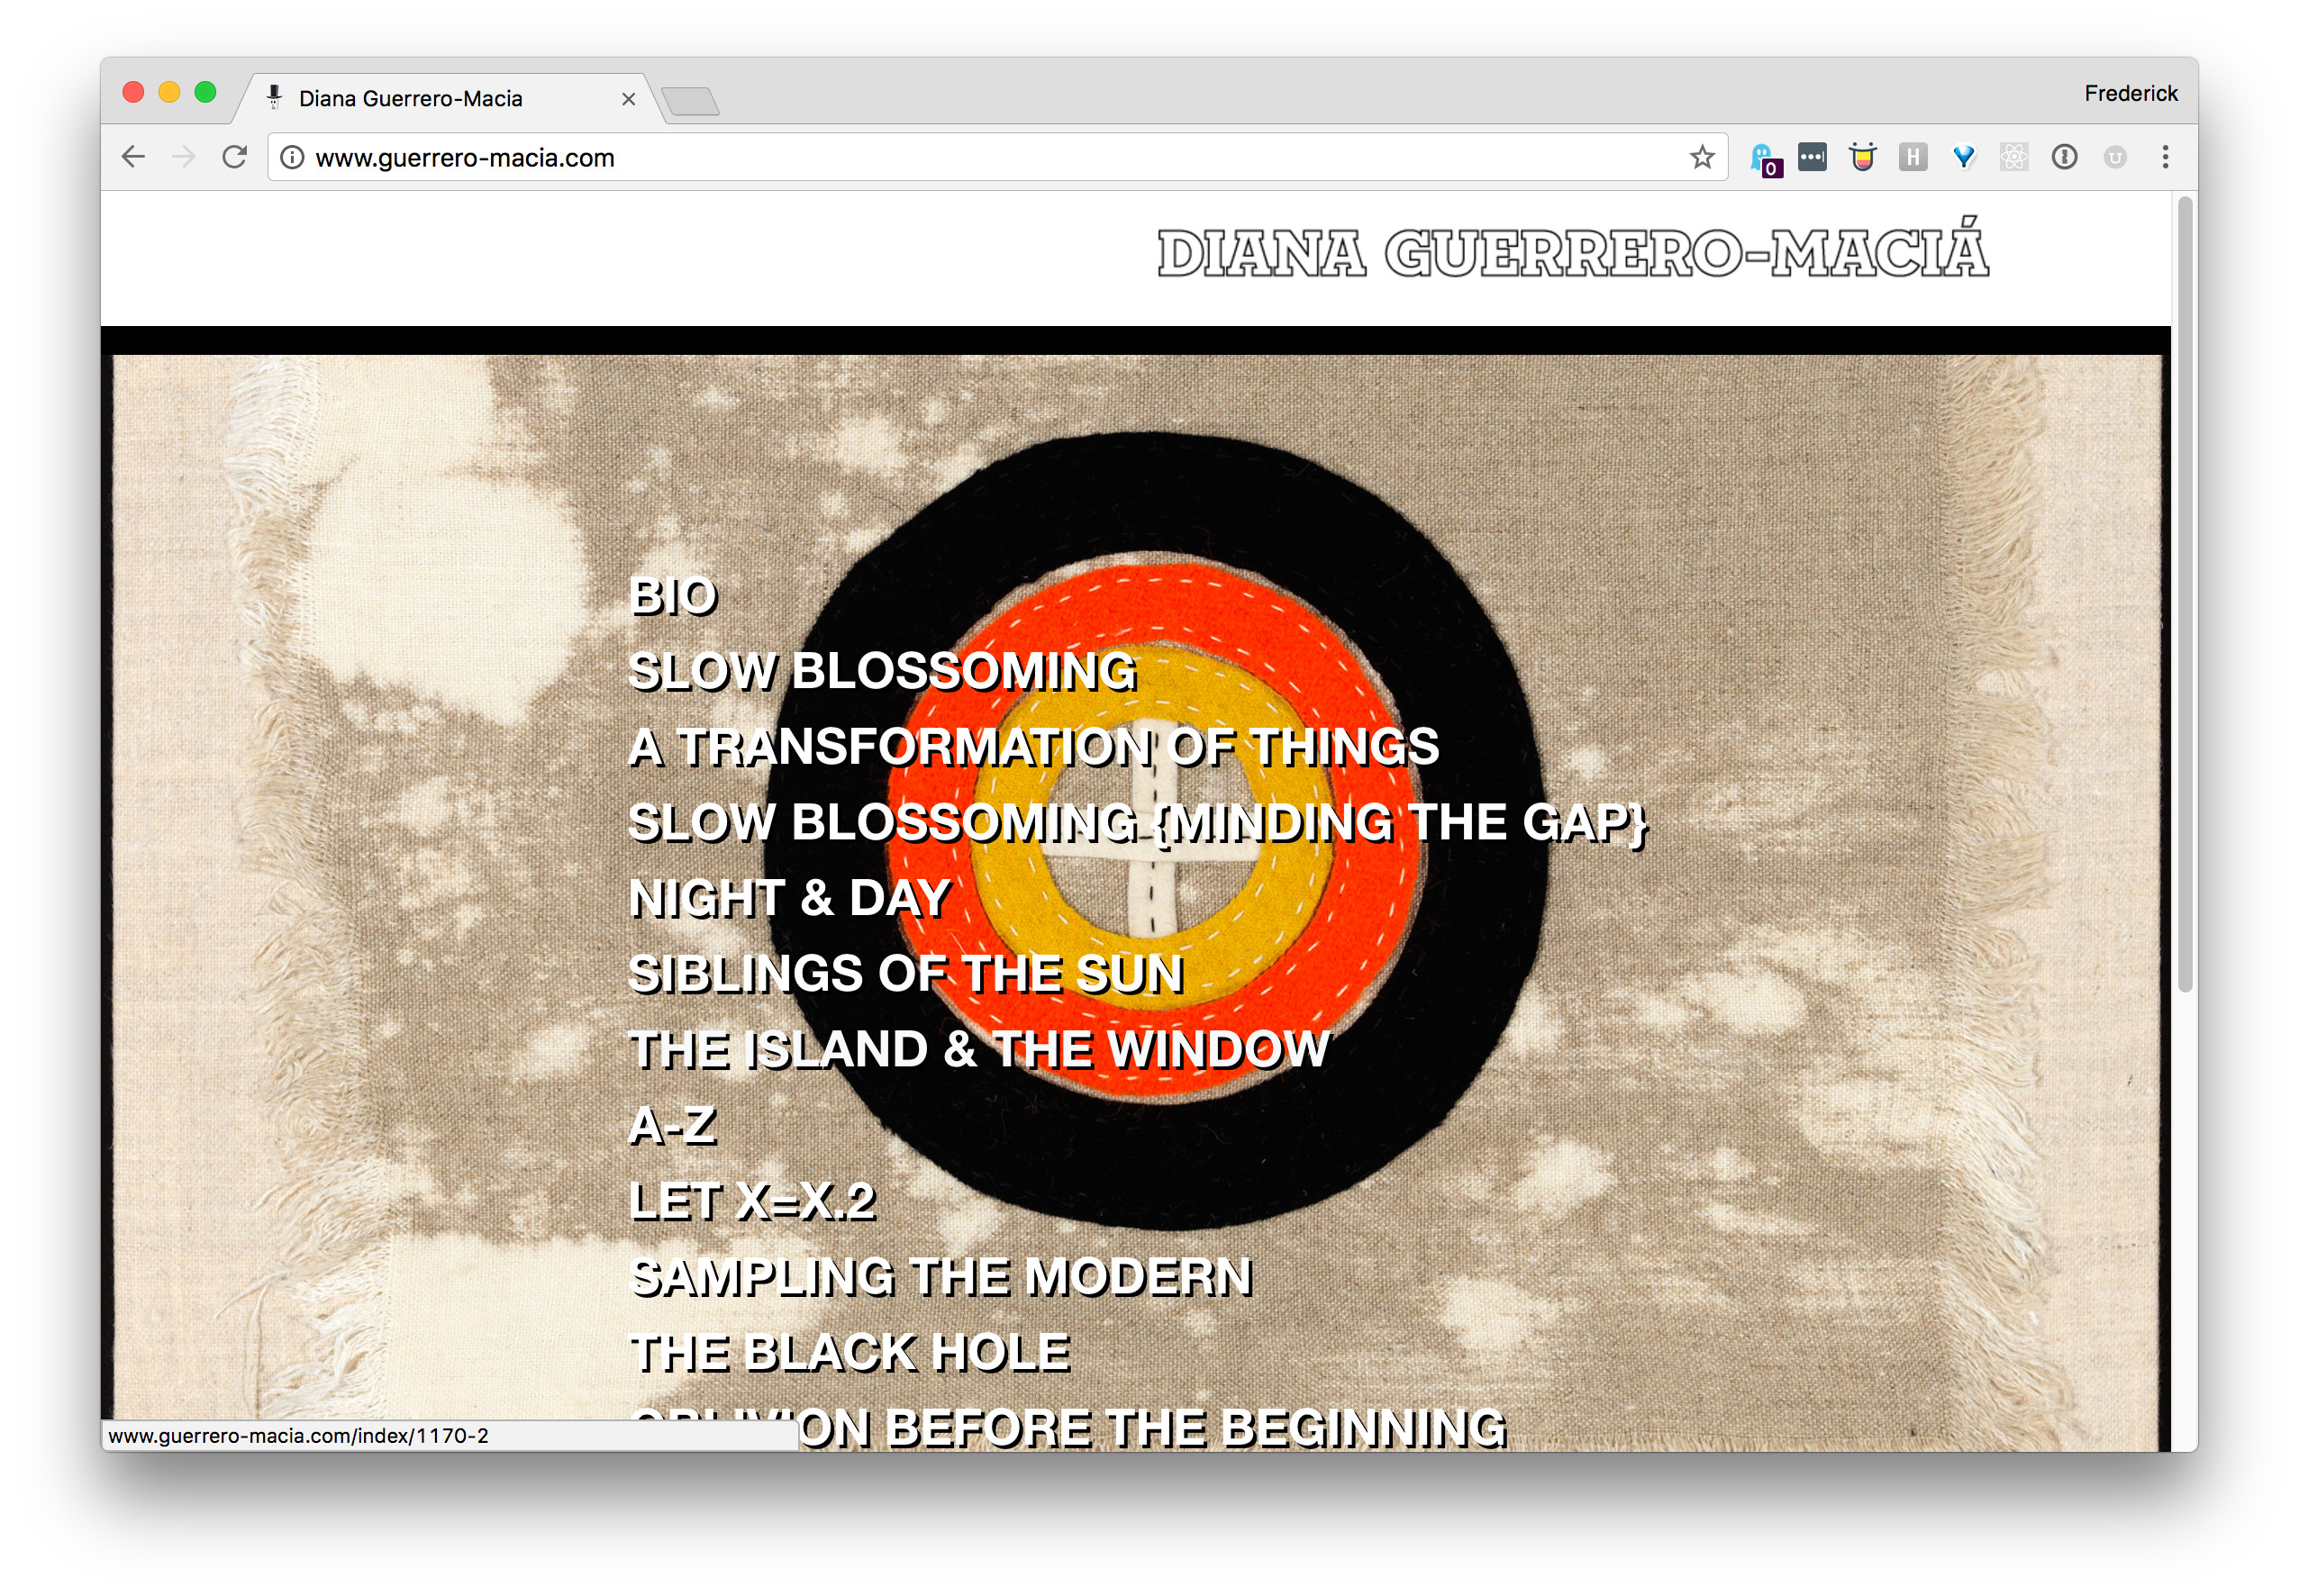 Diana Guerrero-Macia
Frederick
www.guerrero-macia.com
0
H
DIANA GUERRERO-MACIÁ
BIO
SLOW BLOSSOMING
A TRANSFORMATION OF THINGS
SLOW BLOSSOMING {MINDING THE GAP}
NIGHT & DAY
SIBLINGS OF THE SUN
THE ISLAND & THE WINDOW
A-Z
LET X=X.2
SAMPLING THE MODERN
THE BLACK HOLE
OBLIVION BEFORE THE BEGINNING
www.guerrero-macia.com/index/1170-2